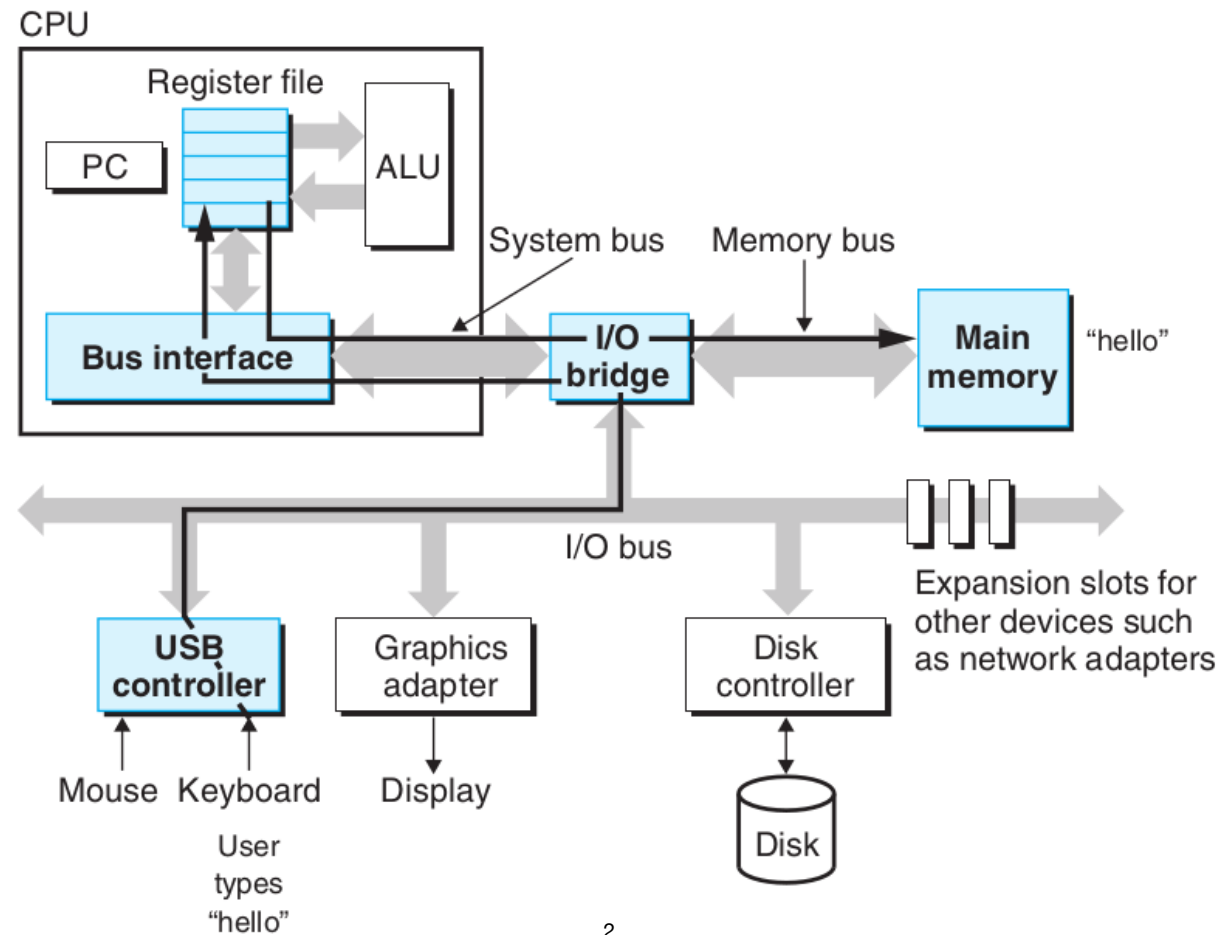 CPU
Register file
PC
ALU
System bus
Memory bus
Bus interface
I/O
bridge
Main
memory
“hello”
I/O bus
Expansion slots for
other devices such
as network adapters
USB
controller
Graphics
adapter
Disk
controller
Mouse
Keyboard
Display
Disk
User
types
“hello”
2